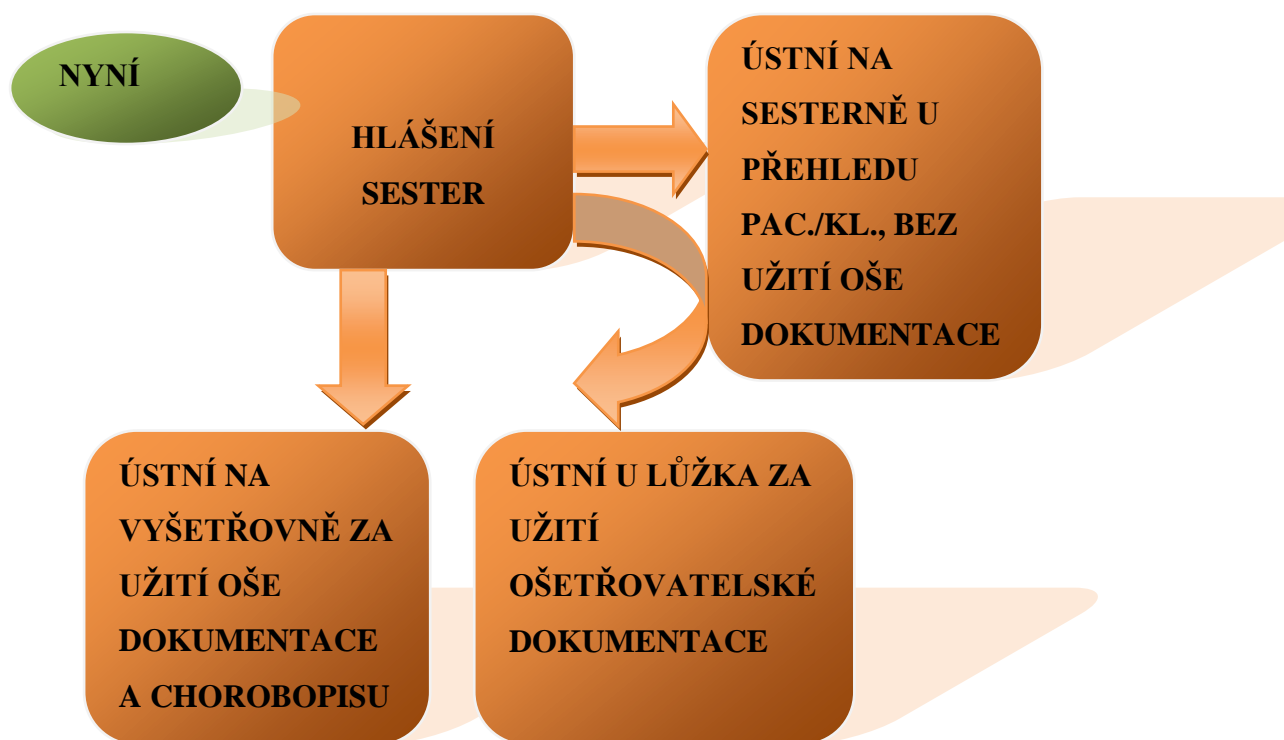 NYNÍ
HLÁŠENÍ
SESTER
ÚSTNÍ NA
SESTERNĚ U
PŘEHLEDU
PAC./KL., BEZ
UŽITÍ OŠE
DOKUMENTACE
ÚSTNÍ NA
VYŠETŘOVNĚ ZA
UŽITÍ OŠE
DOKUMENTACE
A CHOROBOPISU
ÚSTNÍ U LŮŽKA ZA
UŽITÍ
OŠETŘOVATELSKÉ
DOKUMENTACE